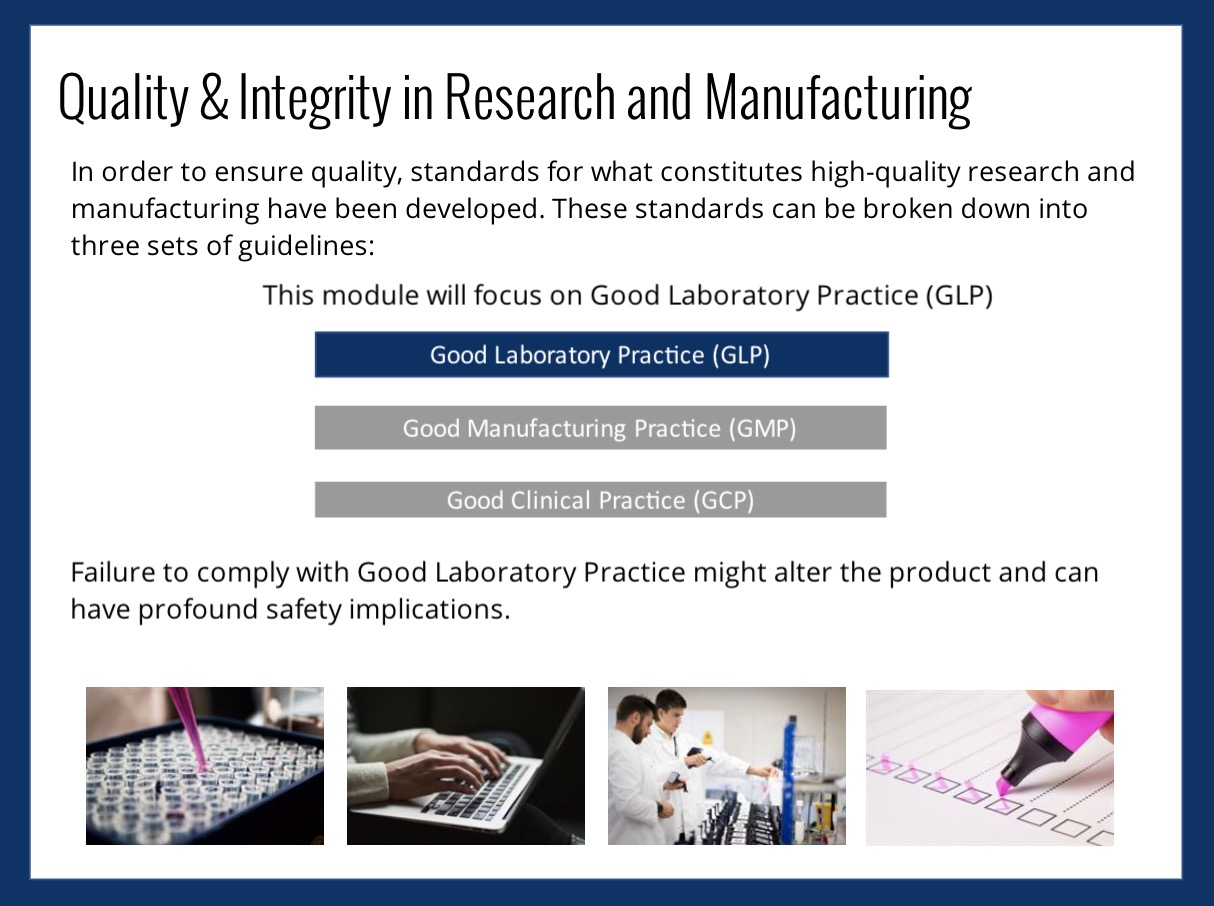 Quality & Integrity in Research and Manufacturing
In order to ensure quality, standards for what constitutes high-quality research and
manufacturing have been developed. These standards can be broken down into
three sets of guidelines:
This module will focus on Good Laboratory Practice (GLP)
Good Laboratory Practice (GLP)
Good Manufacturing Practice (GMP)
Good Clinical Practice (GCP)
Failure to comply with Good Laboratory Practice might alter the product and can
have profound safety implications.